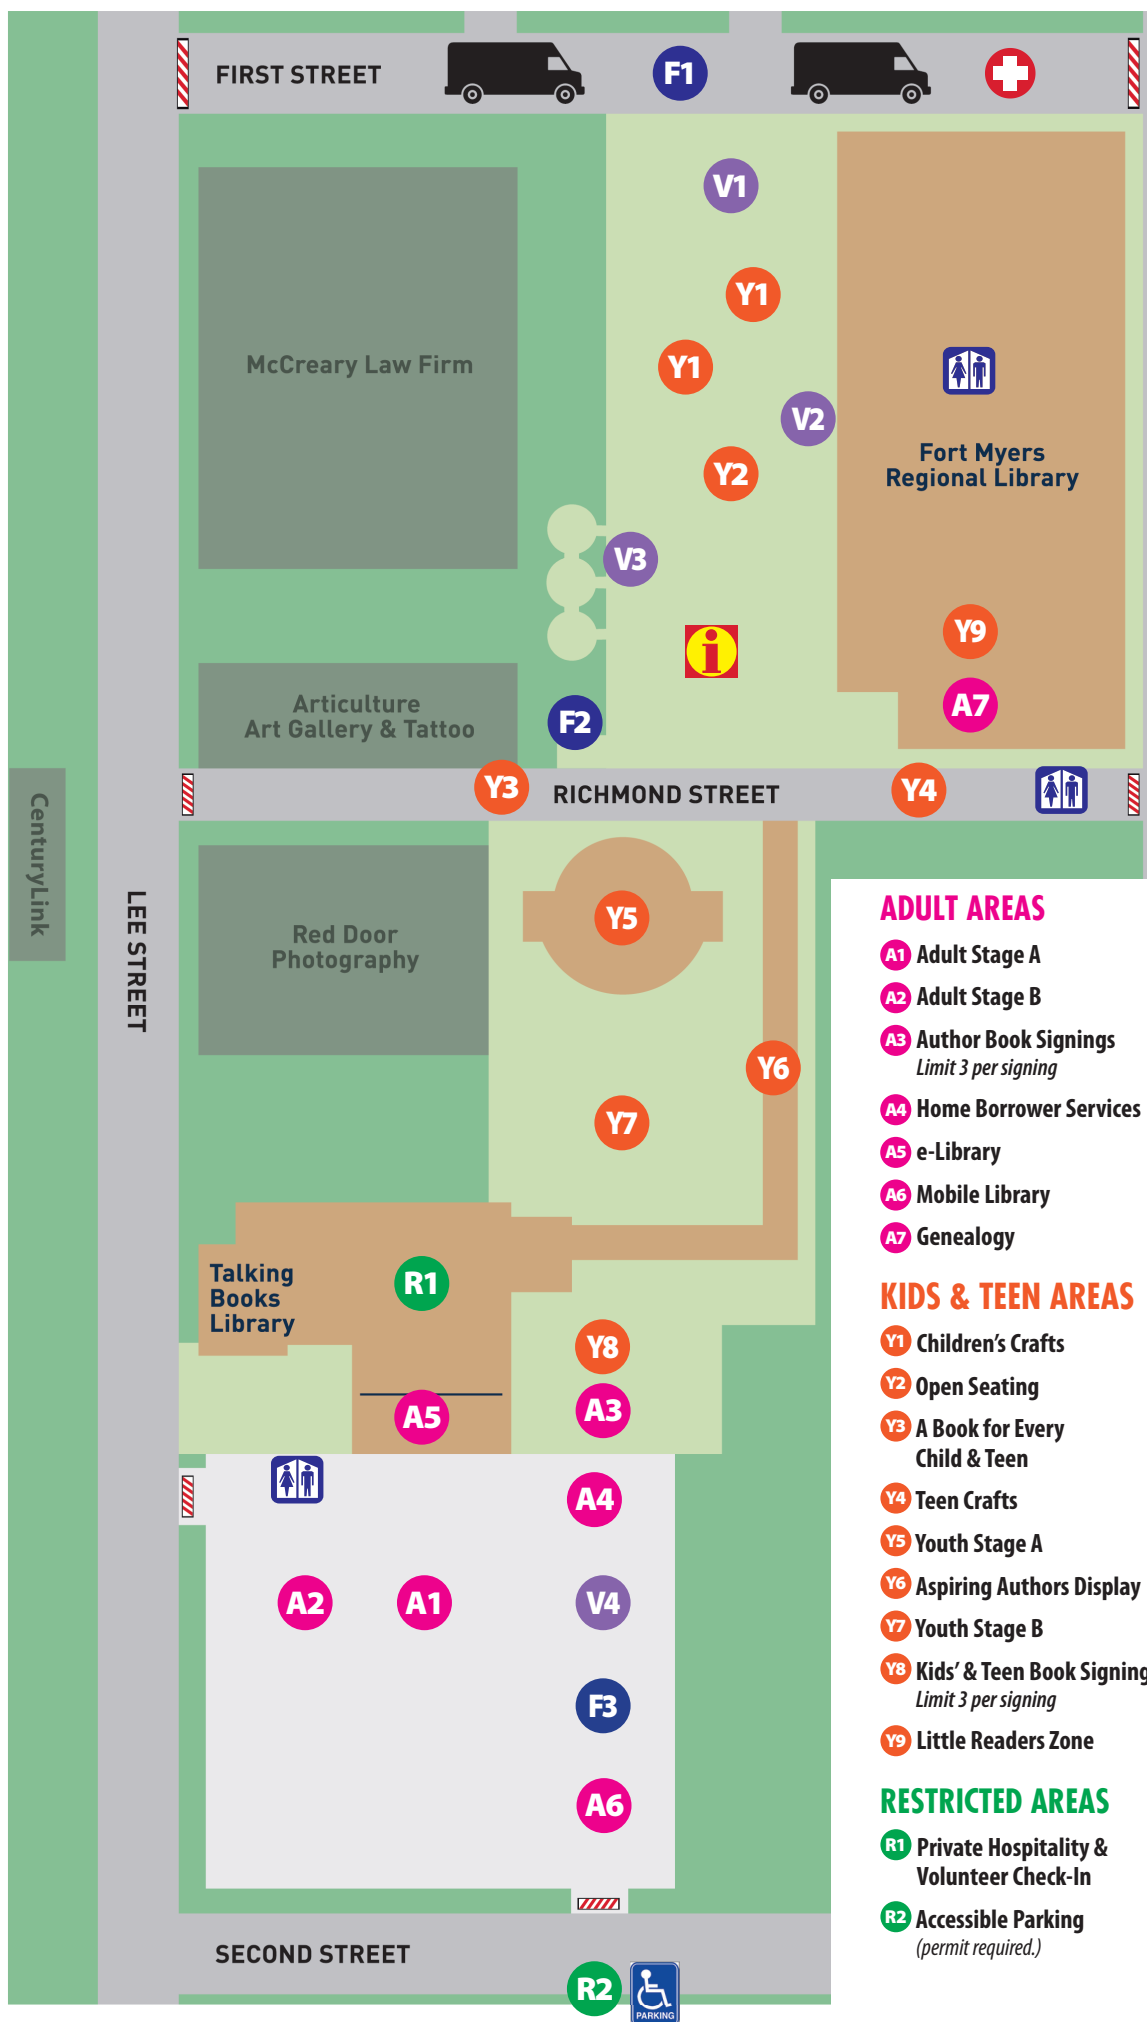 FIRST STREET
F1
V1
Y1
Y1
V2
Y2
V3
McCreary Law Firm
Fort Myers
Regional Library
i
Y9
A7
Articulture
Art Gallery & Tattoo
F2
Y3
RICHMOND STREET
Y4
CenturyLink
LEE STREET
Red Door
Photography
Y5
Y6
Y7
Talking
Books
Library
R1
Y8
A5
A3
A4
A2
A1
V4
F3
A6
SECOND STREET
R2
PARKING
ADULT AREAS
A1 Adult Stage A
A2 Adult Stage B
A3 Author Book Signings
Limit 3 per signing
A4 Home Borrower Services
A5 e-Library
A6 Mobile Library
A7 Genealogy
KIDS & TEEN AREAS
Y1 Children's Crafts
Y2 Open Seating
Y3 A Book for Every
Child & Teen
Y4 Teen Crafts
Y5 Youth Stage A
Y6 Aspiring Authors Display
Y7 Youth Stage B
Y8 Kids' & Teen Book Signing
Limit 3 per signing
Y9 Little Readers Zone
RESTRICTED AREAS
R1 Private Hospitality &
Volunteer Check-In
R2 Accessible Parking
(permit required.)